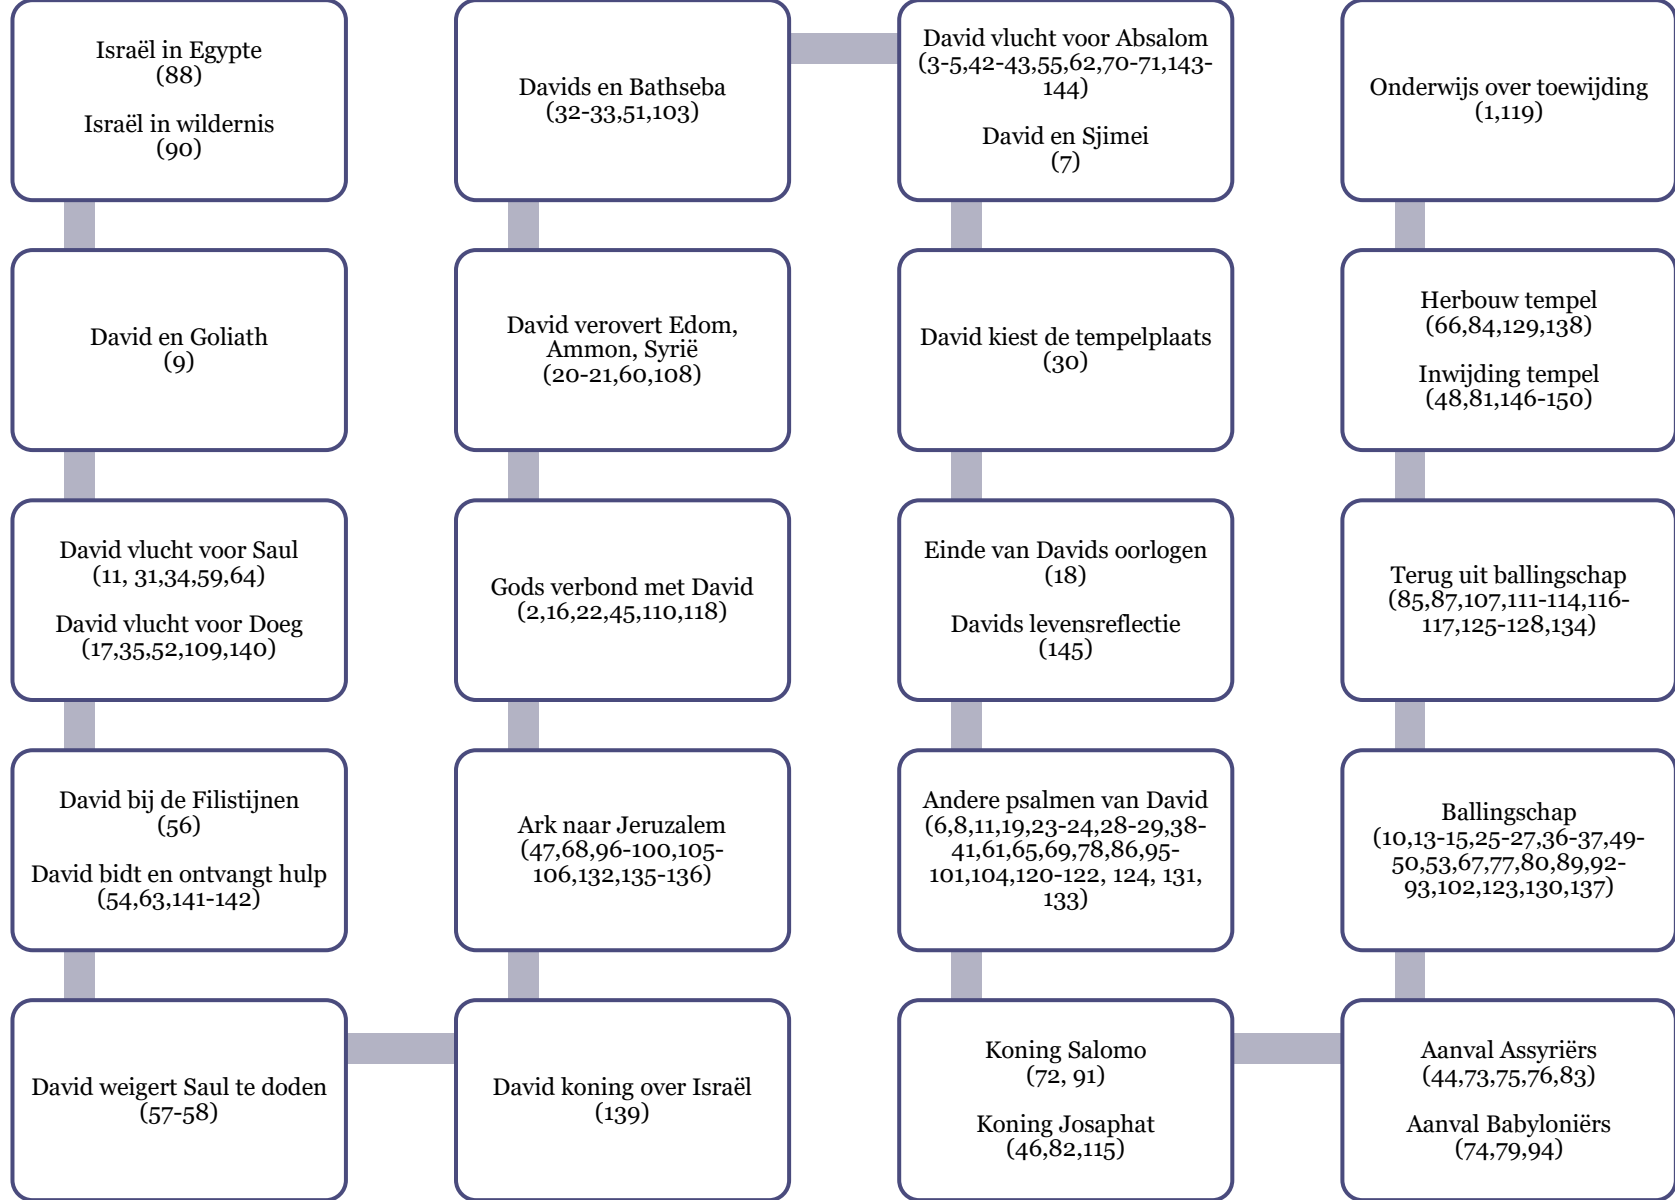 Israël in Egypte
(88)
Israël in wildernis
(90)
David en Goliath
(9)
David vlucht voor Saul
(11, 31,34,59,64)
David vlucht voor Doeg
(17,35,52,109,140)
David bij de Filistijnen
(56)
David bidt en ontvangt hulp
(54,63,141-142)
David weigert Saul te doden
(57-58)
David koning over Israël
(139)
Ark naar Jeruzalem
(47,68,96-100,105-
106,132,135-136)
Gods verbond met David
(2,16,22,45,110,118)
David verovert Edom,
Ammon, Syrië
(20-21,60,108)
Davids en Bathseba
(32-33,51,103)
David vlucht voor Absalom
(3-5,42-43,55,62,70-71,143-
144)
David en Sjimei
(7)
David kiest de tempelplaats
(30)
Einde van Davids oorlogen
(18)
Davids levensreflectie
(145)
Andere psalmen van David
(6,8,11,19,23-24,28-29,38-
41,61,65,69,78,86,95-
101,104,120-122, 124, 131,
133)
Koning Salomo
(72, 91)
Koning Josaphat
(46,82,115)
Aanval Assyriërs
(44,73,75,76,83)
Aanval Babyloniërs
(74,79,94)
Ballingschap
(10,13-15,25-27,36-37,49-
50,53,67,77,80,89,92-
93,102,123,130,137)
Terug uit ballingschap
(85,87,107,111-114,116-
117,125-128,134)
Herbouw tempel
(66,84,129,138)
Inwijding tempel
(48,81,146-150)
Onderwijs over toewijding
(1,119)